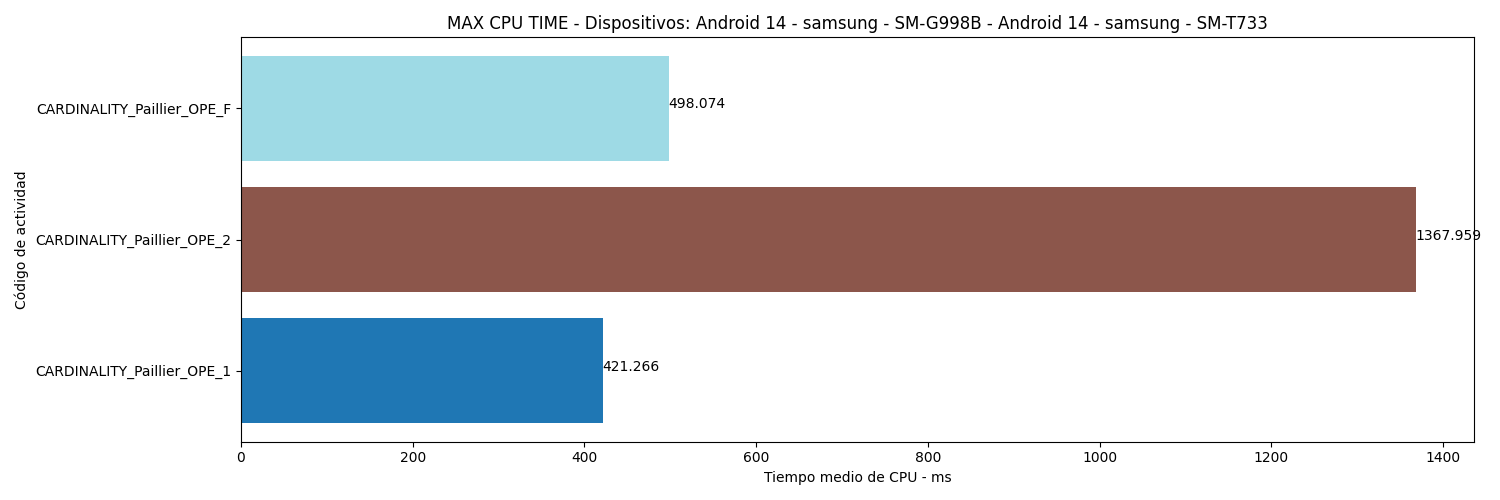 MAX CPU TIME - Dispositivos: Android 14 - samsung - SM-G998B - Android 14 - samsung - SM-T733
Código de actividad
CARDINALITY_Paillier_OPE_F
498.074
CARDINALITY_Paillier_OPE_2
1367.959
CARDINALITY_Paillier_OPE_1
421.266
0 200 400 600 800 1000 1200 1400
Tiempo medio de CPU - ms